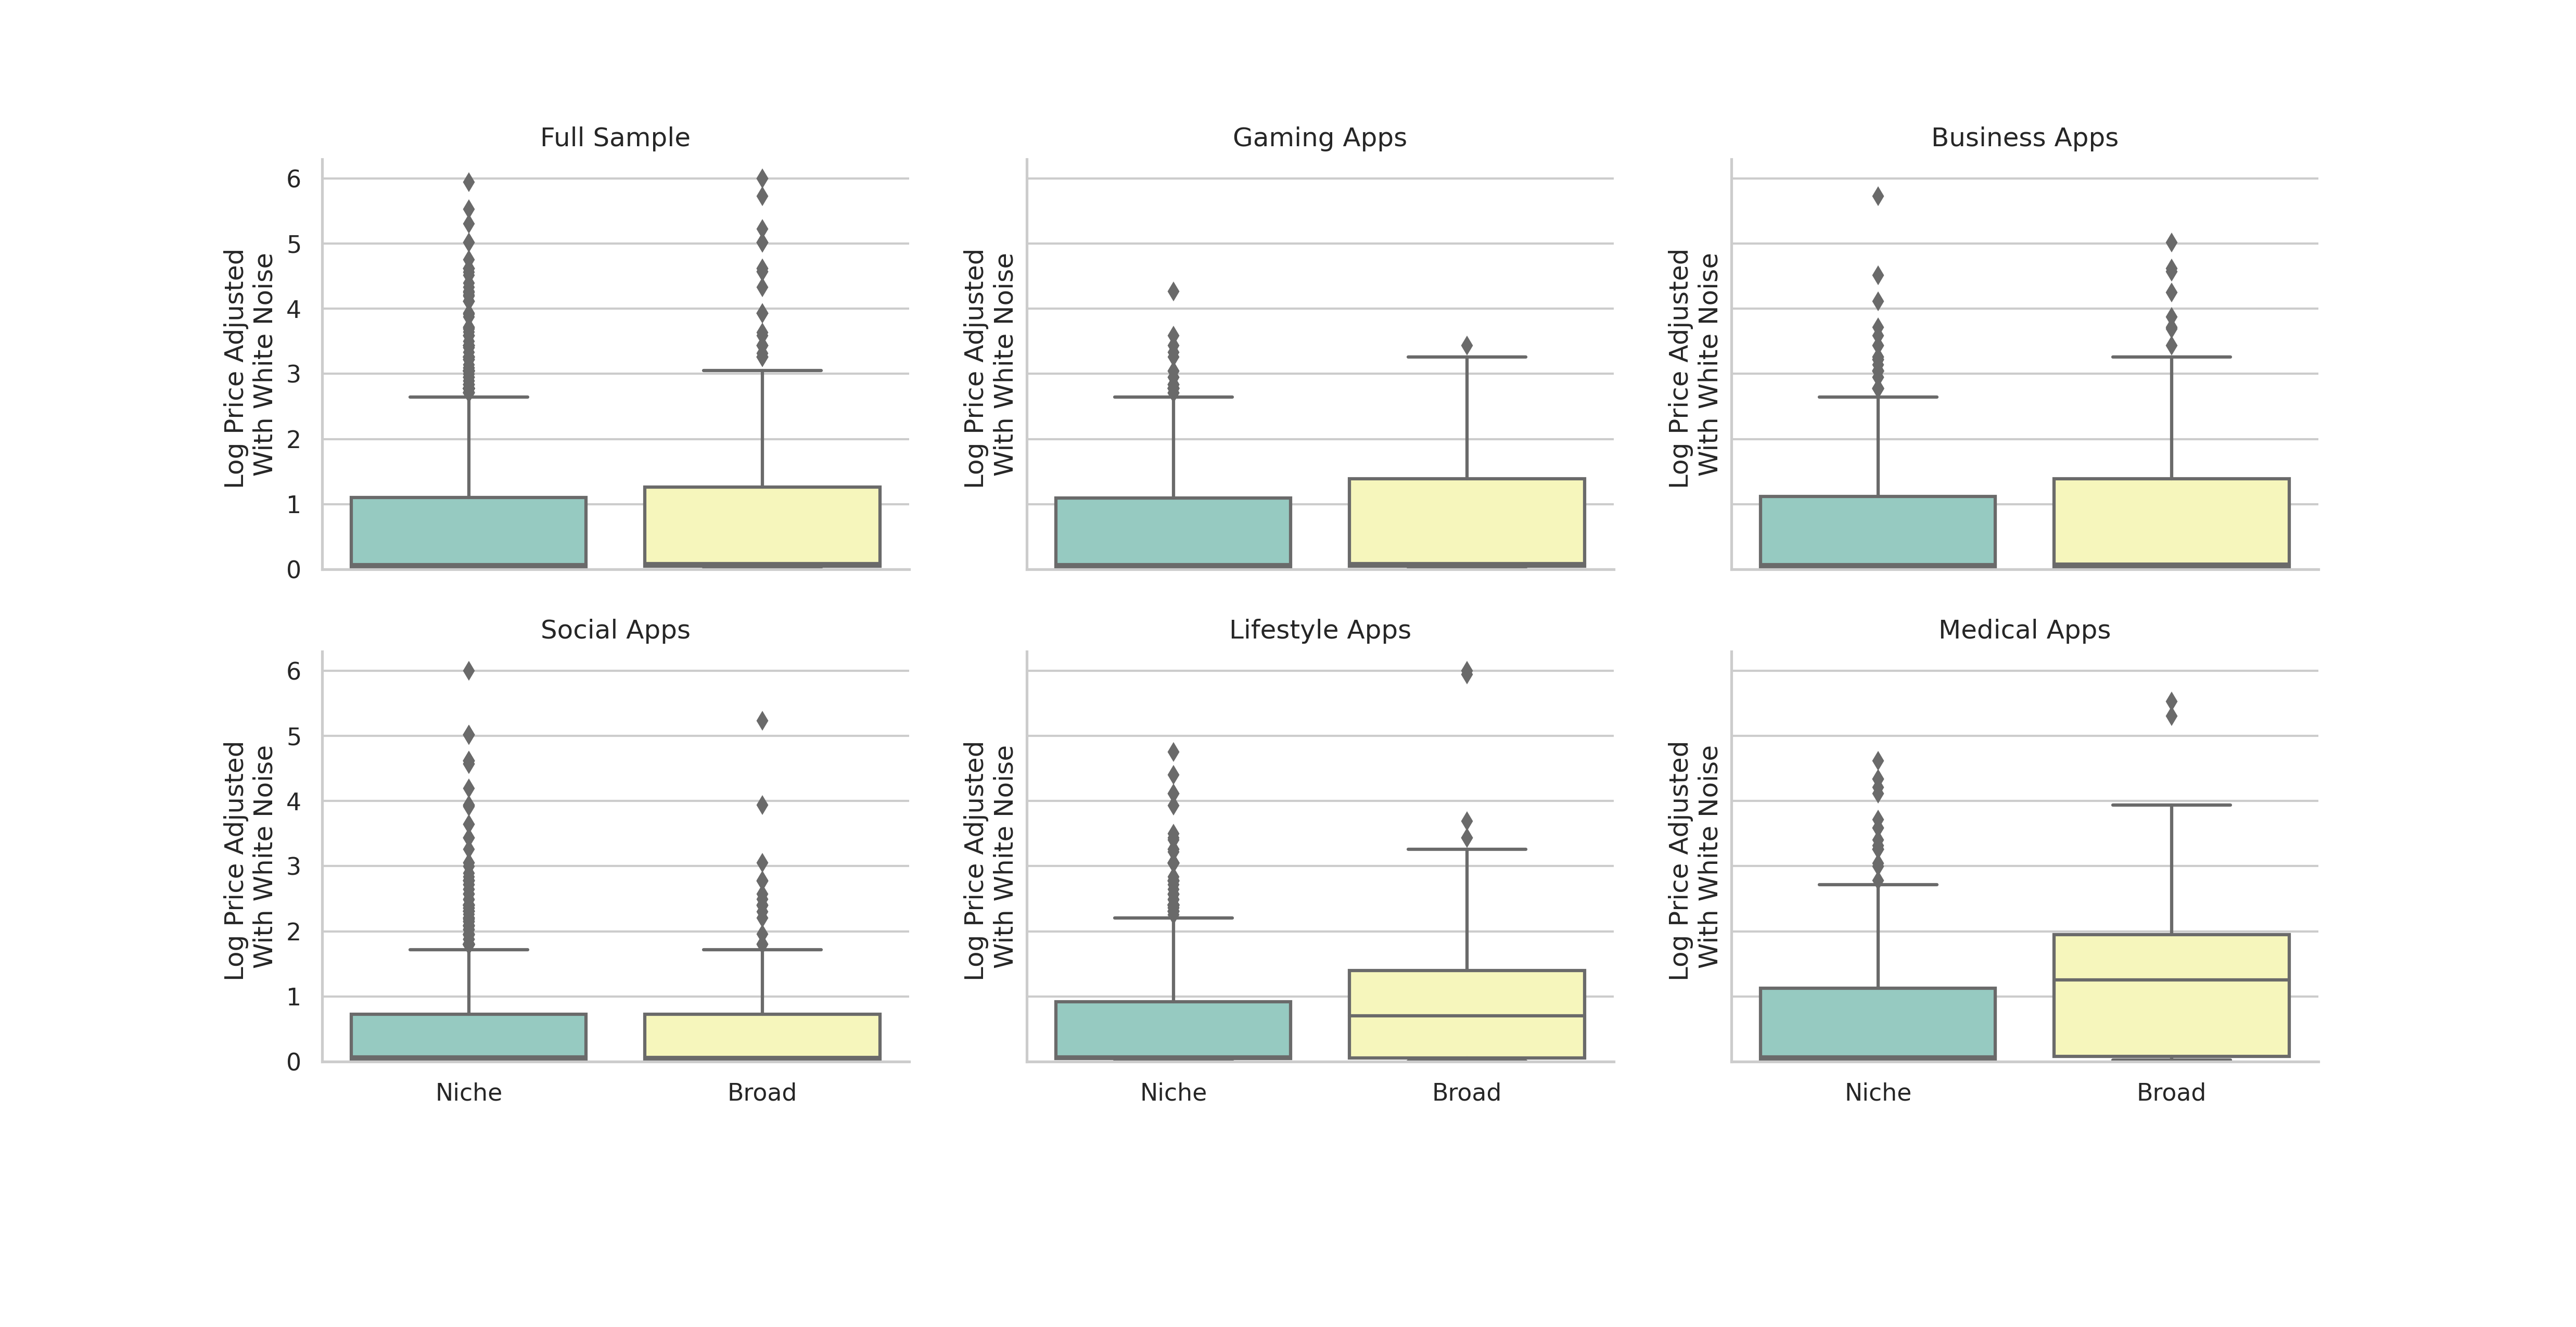 Full Sample
Gaming Apps
Business Apps
Log Price Adjusted
With White Noise
6
5
4
3
2
1
0
Log Price Adjusted
With White Noise
Log Price Adjusted
With White Noise
Social Apps
Lifestyle Apps
Medical Apps
Log Price Adjusted
With White Noise
6
5
4
3
2
1
0
Log Price Adjusted
With White Noise
Log Price Adjusted
With White Noise
Niche
Broad
Niche
Broad
Niche
Broad